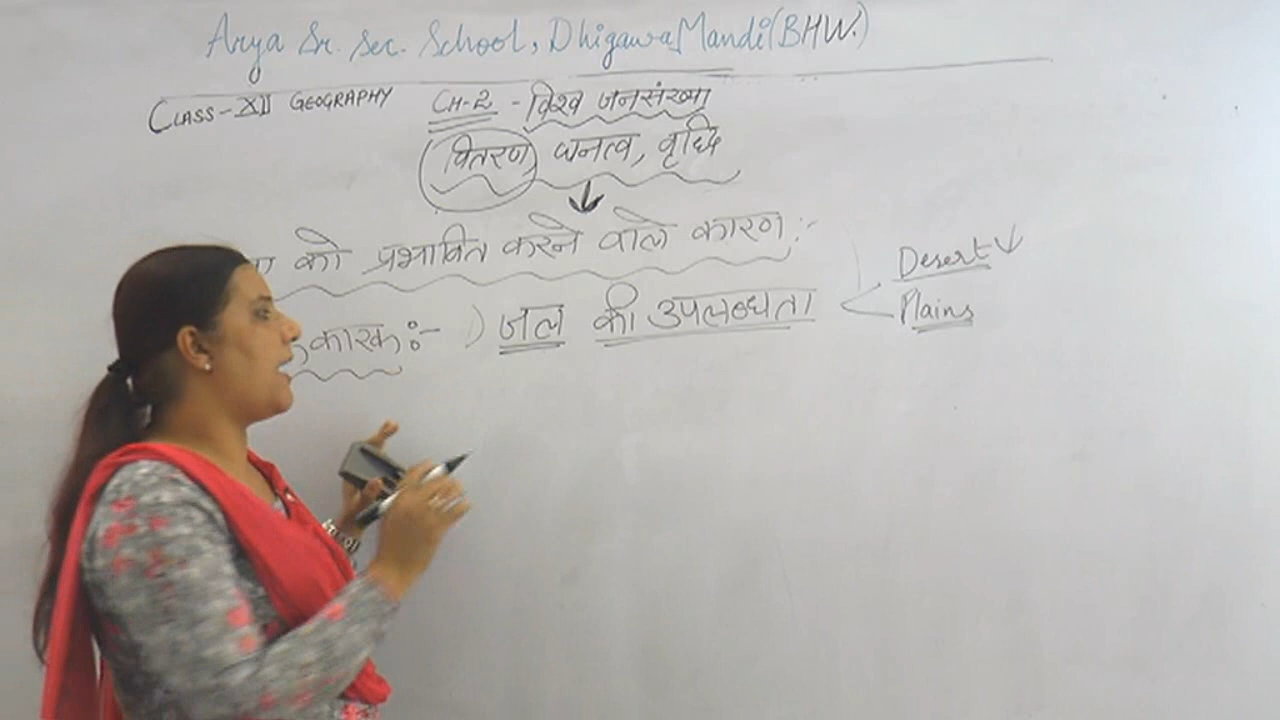 Arya Sr. Sec. School, Dhigawa Mandi (BHW.)
CLASS-XII GEOGRAPHY CH-2 - विश्व जनसंख्या
वितरण घनत्व, वृद्धि
को प्रभावित करने वाले कारण :-
कारक :- ) जल की उपलब्धता
Desert ↓
Plains